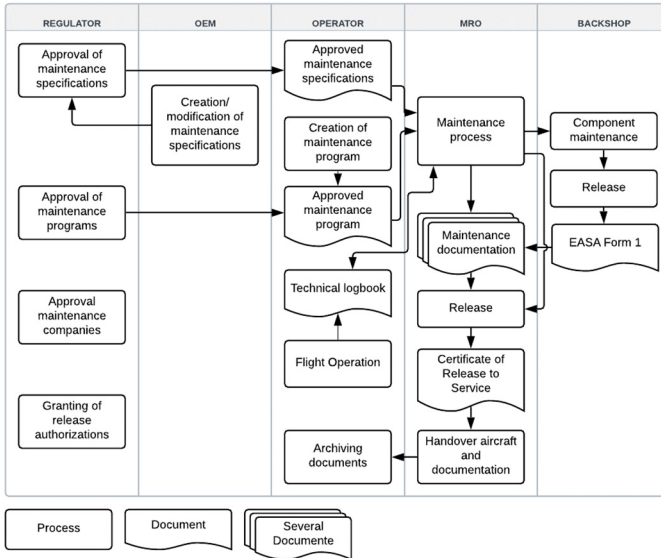 REGULATOR
OEM
OPERATOR
MRO
BACKSHOP
Approval of
maintenance
specifications
Creation/
modification of
maintenance
specifications
Approval of
maintenance
programs
Approval
maintenance
companies
Granting of
release
authorizations
Approved
maintenance
specifications
Creation of
maintenance
program
Approved
maintenance
program
Technical logbook
Flight Operation
Archiving
documents
Maintenance
process
Maintenance
documentation
Release
Certificate of
Release to
Service
Handover aircraft
and
documentation
Component
maintenance
Release
EASA Form 1
Process
Document
Several
Documente